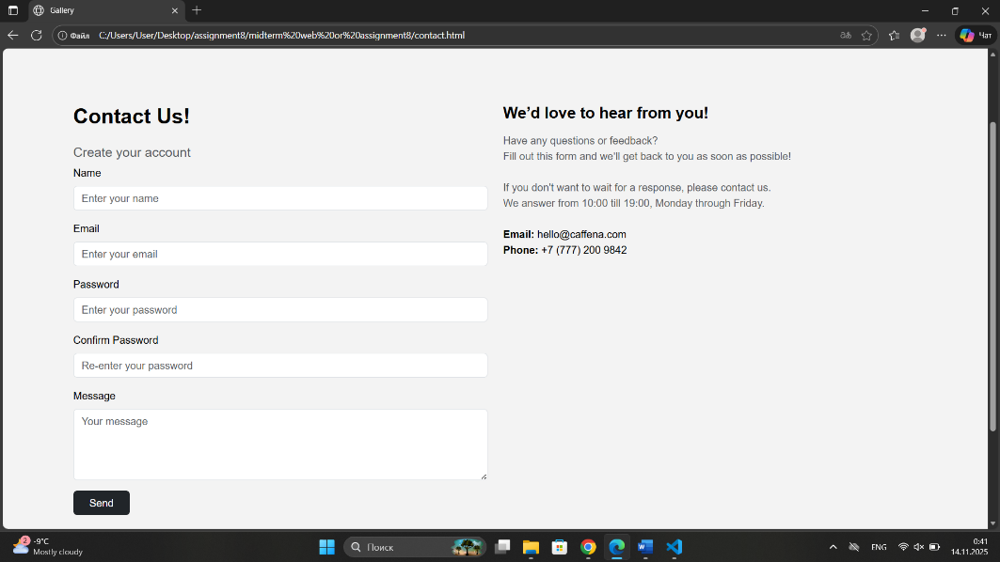 Gallery
Файл C:/Users/User/Desktop/assignment8/midterm%20web%20or%20assignment8/contact.html
Чат
Contact Us!
Create your account
Name
Enter your name
Email
Enter your email
Password
Enter your password
Confirm Password
Re-enter your password
Message
Your message
Send
We'd love to hear from you!
Have any questions or feedback?
Fill out this form and we'll get back to you as soon as possible!
If you don't want to wait for a response, please contact us.
We answer from 10:00 till 19:00, Monday through Friday.
Email: hello@caffena.com
Phone: +7 (777) 200 9842
2
-9°C
Mostly cloudy
Поиск
ENG
0:41
14.11.2025